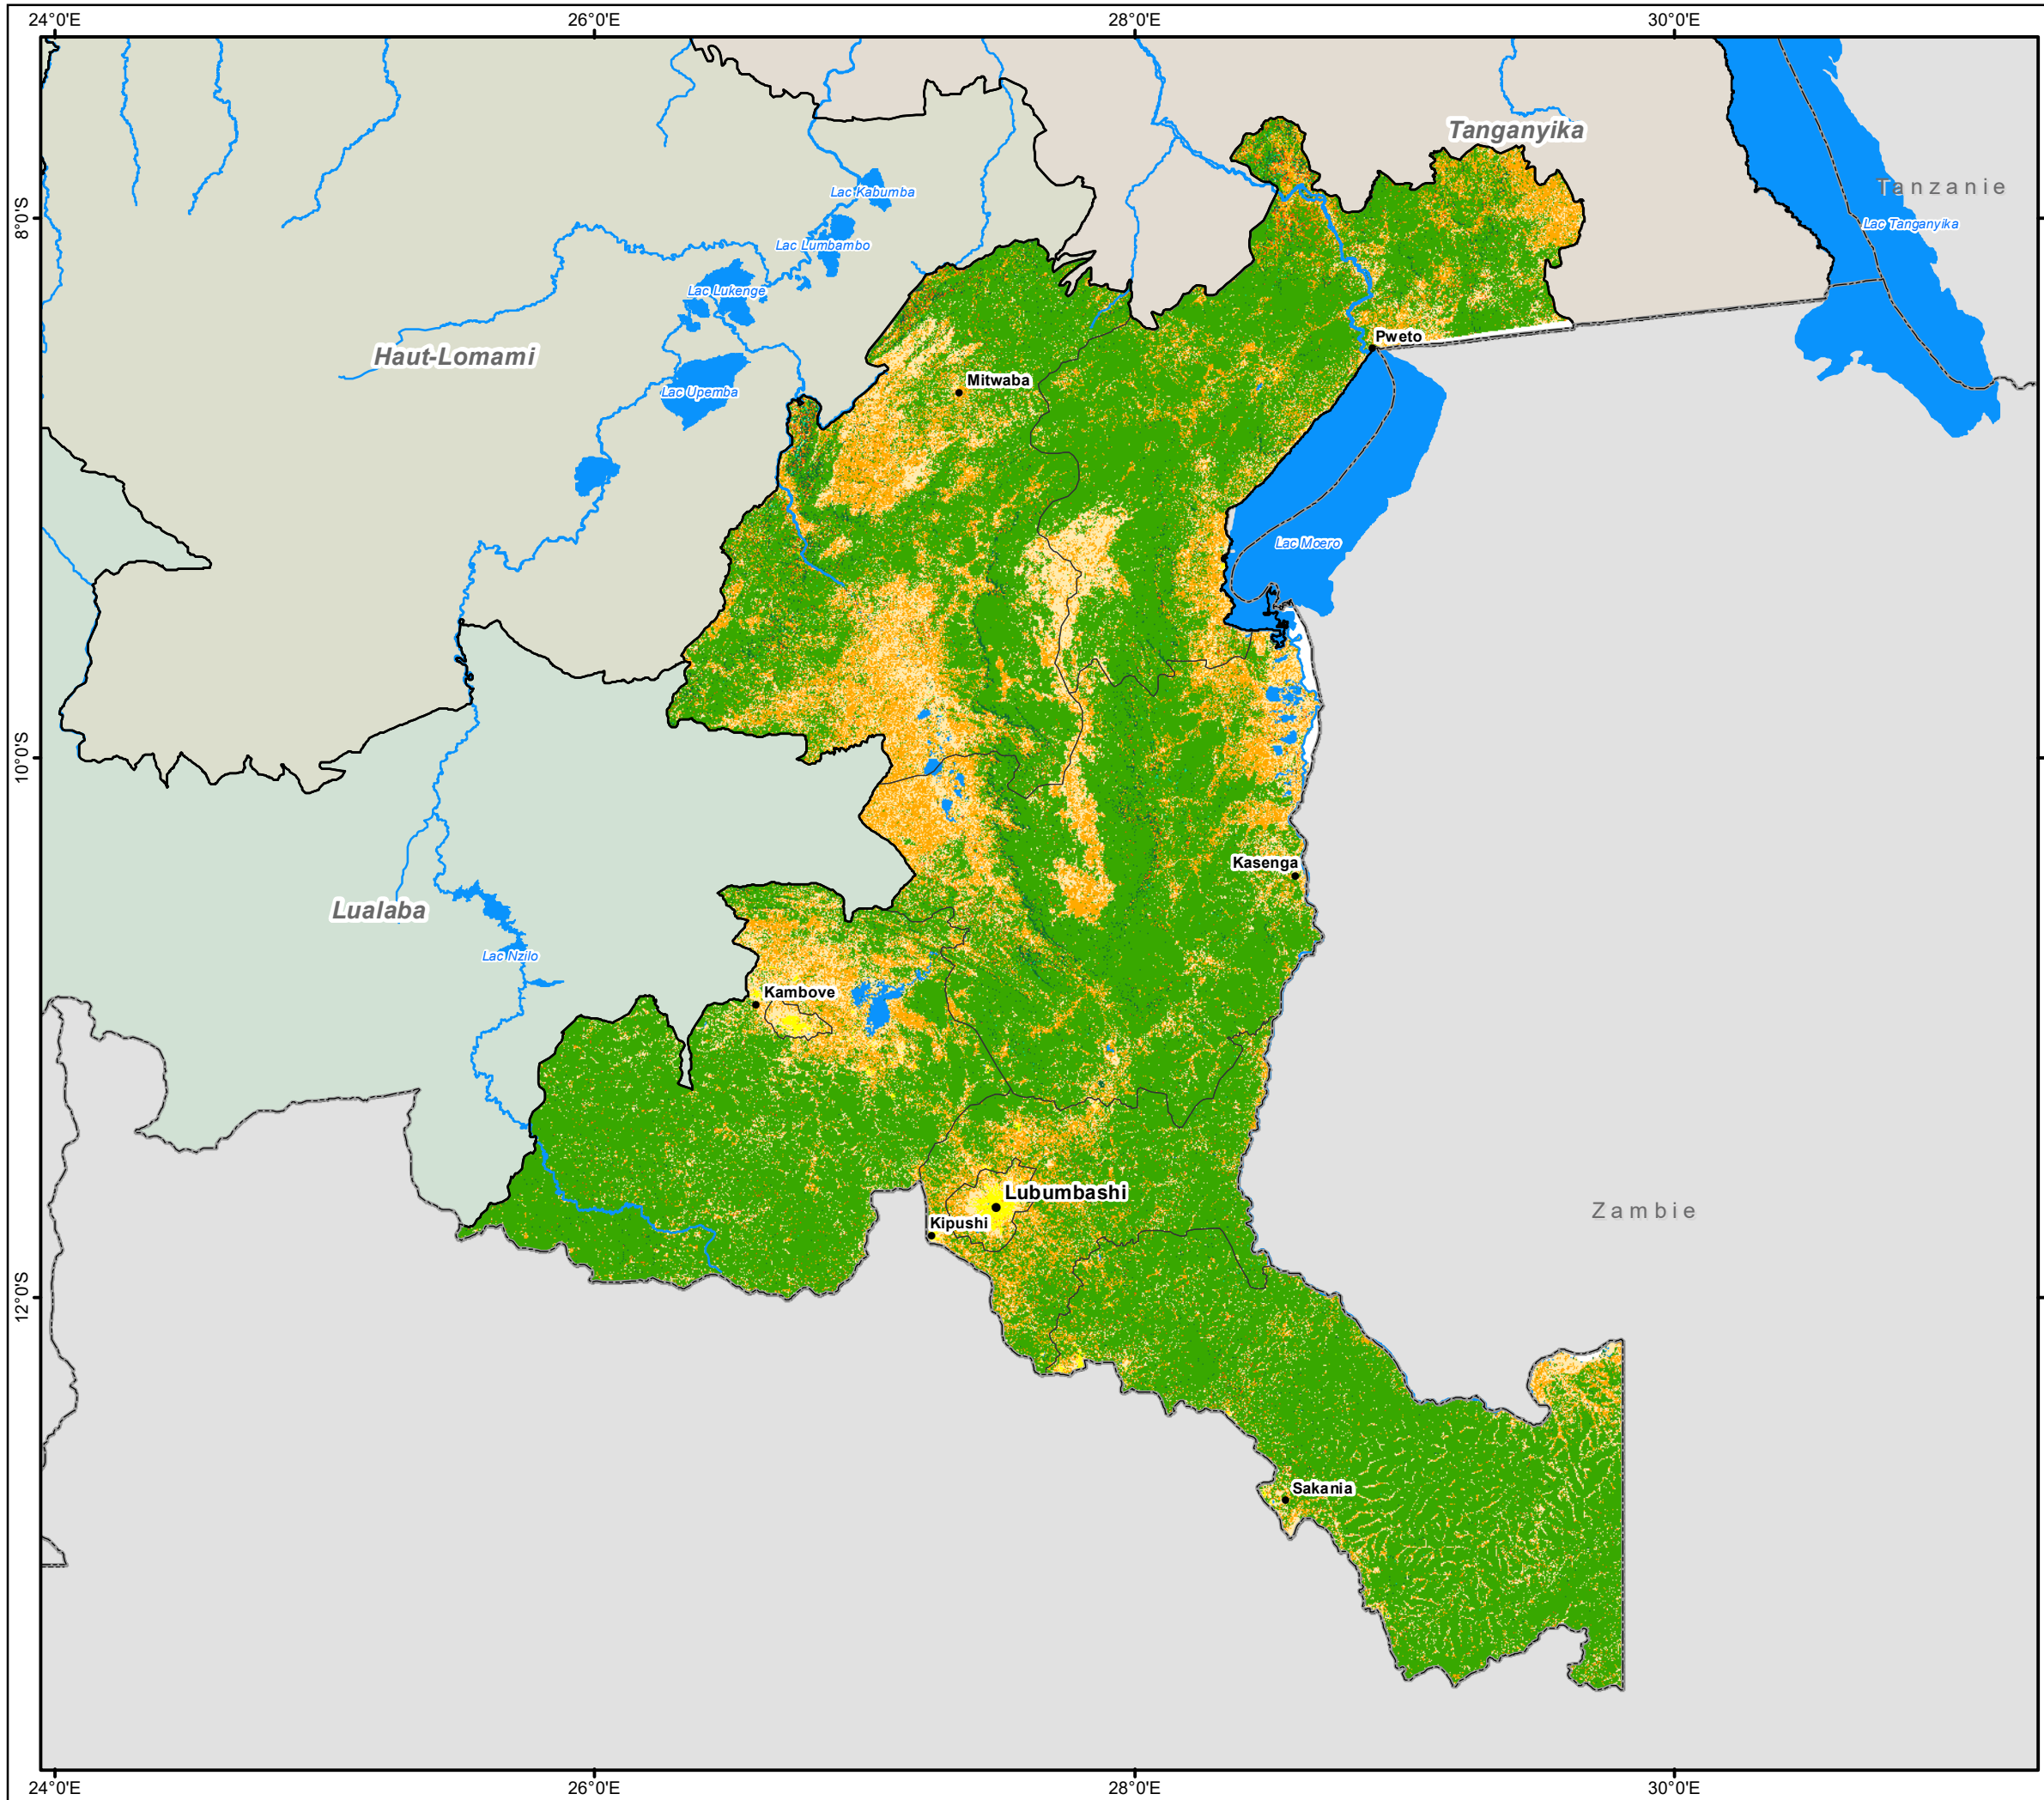 24°0'E 26°0'E 28°0'E 30°0'E
Tanganyika
Tanzanie
Lac Kabumba
8°0'S
Lac Tanganyika
Lac Lumbambo
Lac Lukenge
Pweto
Haut-Lomami
Mitwaba
Lac Upemba
Lac Moero
10°0'S
Kasenga
Lualaba
Lac Nzilo
Kambove
Lubumbashi
Zambie
Kipushi
12°0'S
Sakania
24°0'E 26°0'E 28°0'E 30°0'E